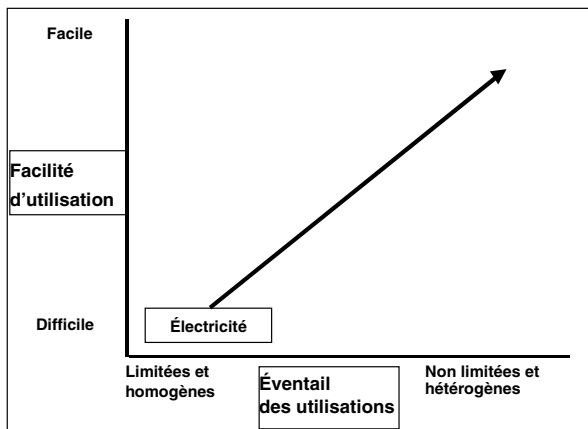 Facile
Facilité
d'utilisation
Difficile
Électricité
Limitées et
homogènes
Éventail
des utilisations
Non limitées et
hétérogènes